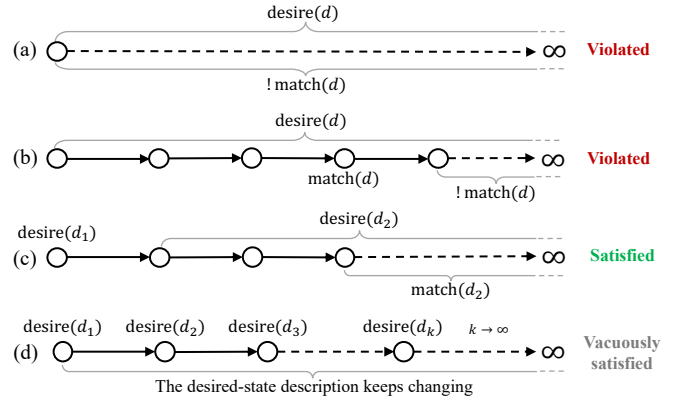 desire(d)
(a) ∞ Violated
! match(d)
desire(d)
(b) ∞ Violated
match(d) ! match(d)
desire(d₂)
desire(d₁)
(c) ∞ Satisfied
match(d₂)
desire(d₁) desire(d₂) desire(d₃) desire(dₖ) k → ∞
(d) ∞ Vacuously
satisfied
The desired-state description keeps changing